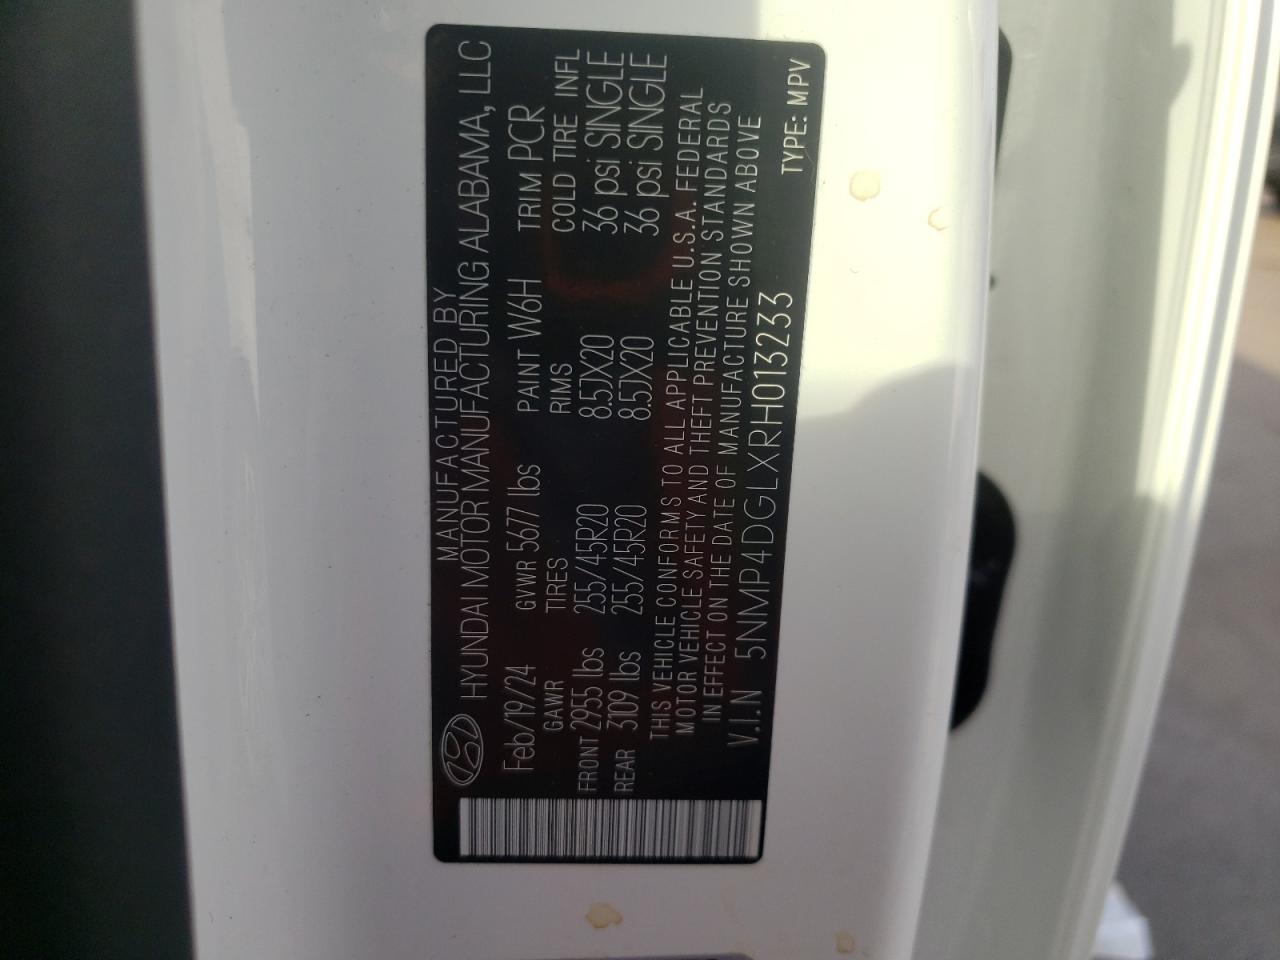 MANUFACTURED BY
HYUNDAI MOTOR MANUFACTURING ALABAMA, LLC
Feb/19/24 GVWR 5677 lbs PAINT W6H TRIM PCR
GAWR TIRES RIMS COLD TIRE INFL
FRONT 2955 lbs 255/45R20 8.5JX20 36 psi SINGLE
REAR 3109 lbs 255/45R20 8.5JX20 36 psi SINGLE
THIS VEHICLE CONFORMS TO ALL APPLICABLE U.S.A. FEDERAL
MOTOR VEHICLE SAFETY AND THEFT PREVENTION STANDARDS
IN EFFECT ON THE DATE OF MANUFACTURE SHOWN ABOVE
V.I.N 5NMP4DGLXRH013233 TYPE: MPV